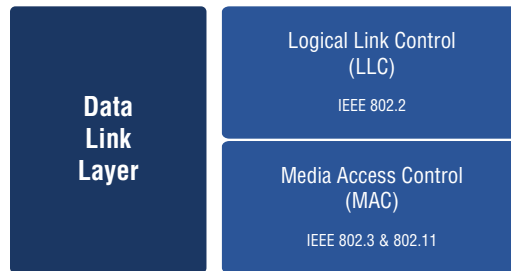 Data
Link
Layer
Logical Link Control
(LLC)
IEEE 802.2
Media Access Control
(MAC)
IEEE 802.3 & 802.11